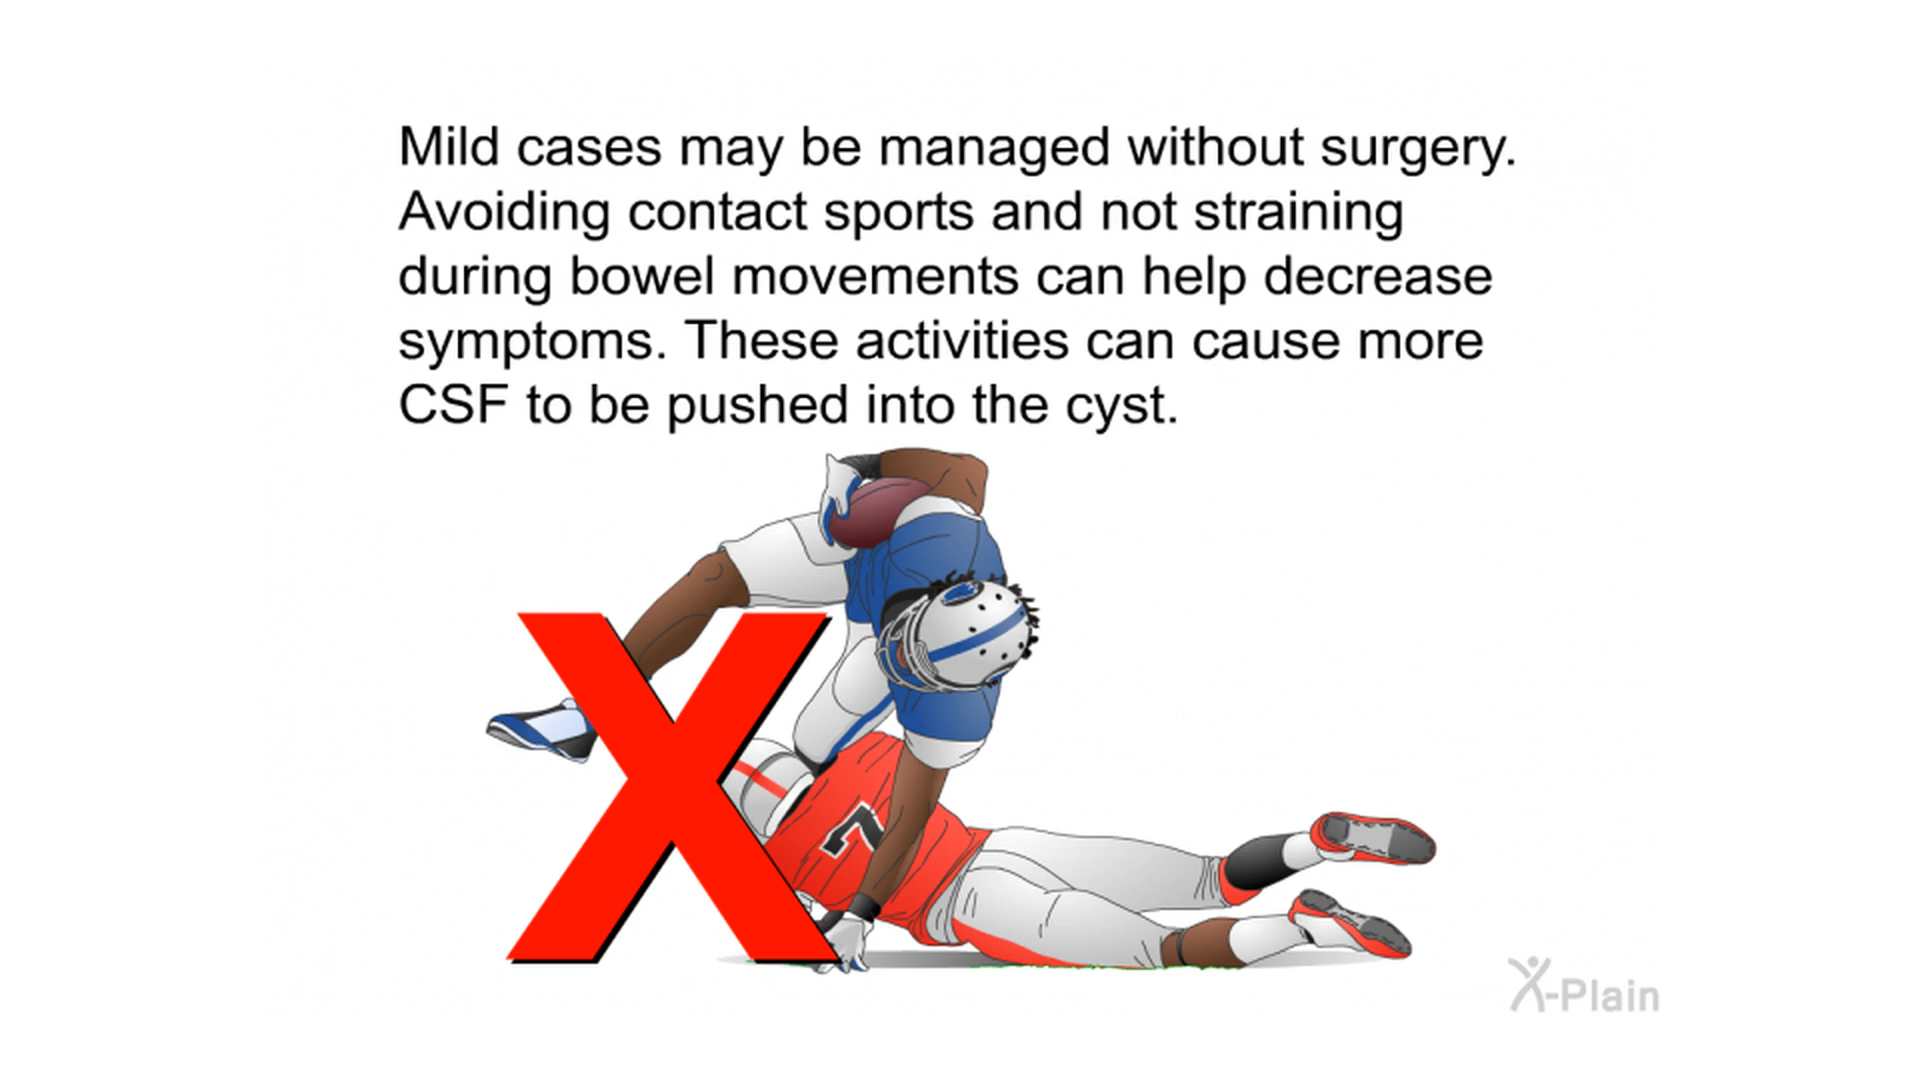 Mild cases may be managed without surgery.
Avoiding contact sports and not straining
during bowel movements can help decrease
symptoms. These activities can cause more
CSF to be pushed into the cyst.
7
X-Plain